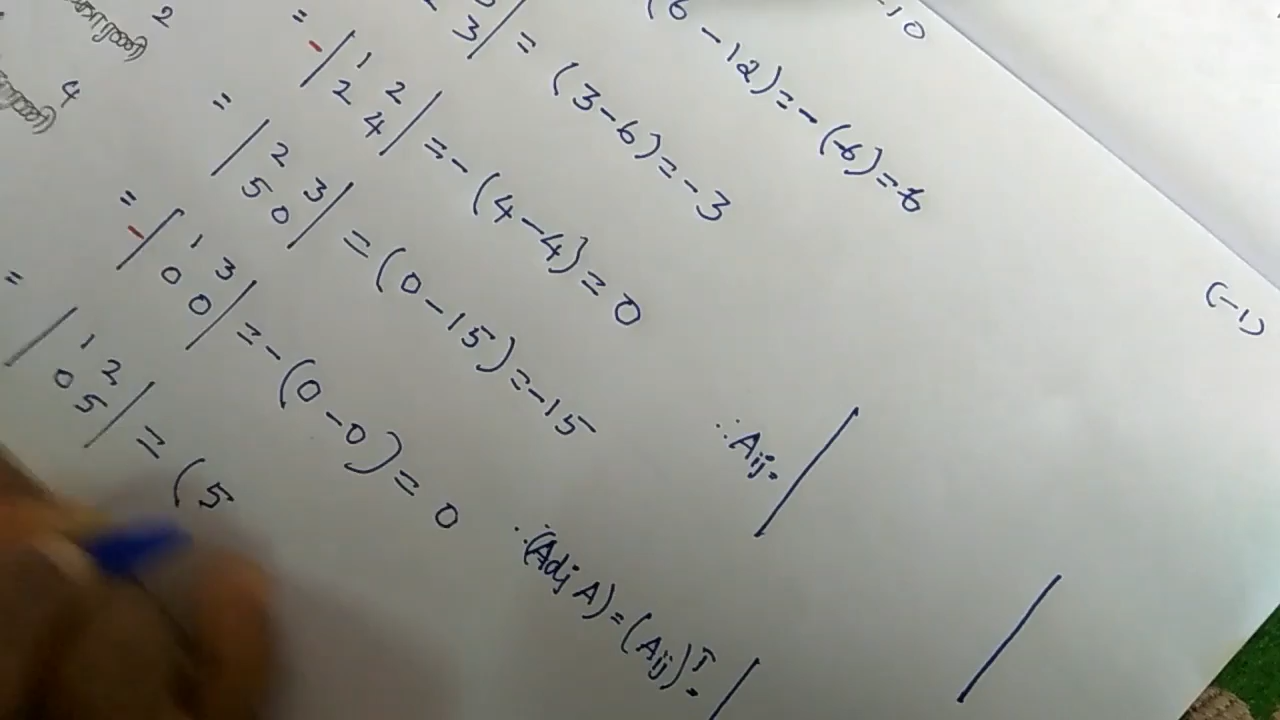 -10
(6 - 12) = -(-6) = 6
3 | = (3 - 6) = -3
= - | 1 2
2 4 | = -(4 - 4) = 0
= | 2 3
5 0 | = (0 - 15) = -15
= - | 1 3
0 0 | = -(0 - 0) = 0
= | 1 2
0 5 | = (5
2
4
(-1)
∴ Aij = |
∴ (Adj A) = (Aij)ᵀ = | |